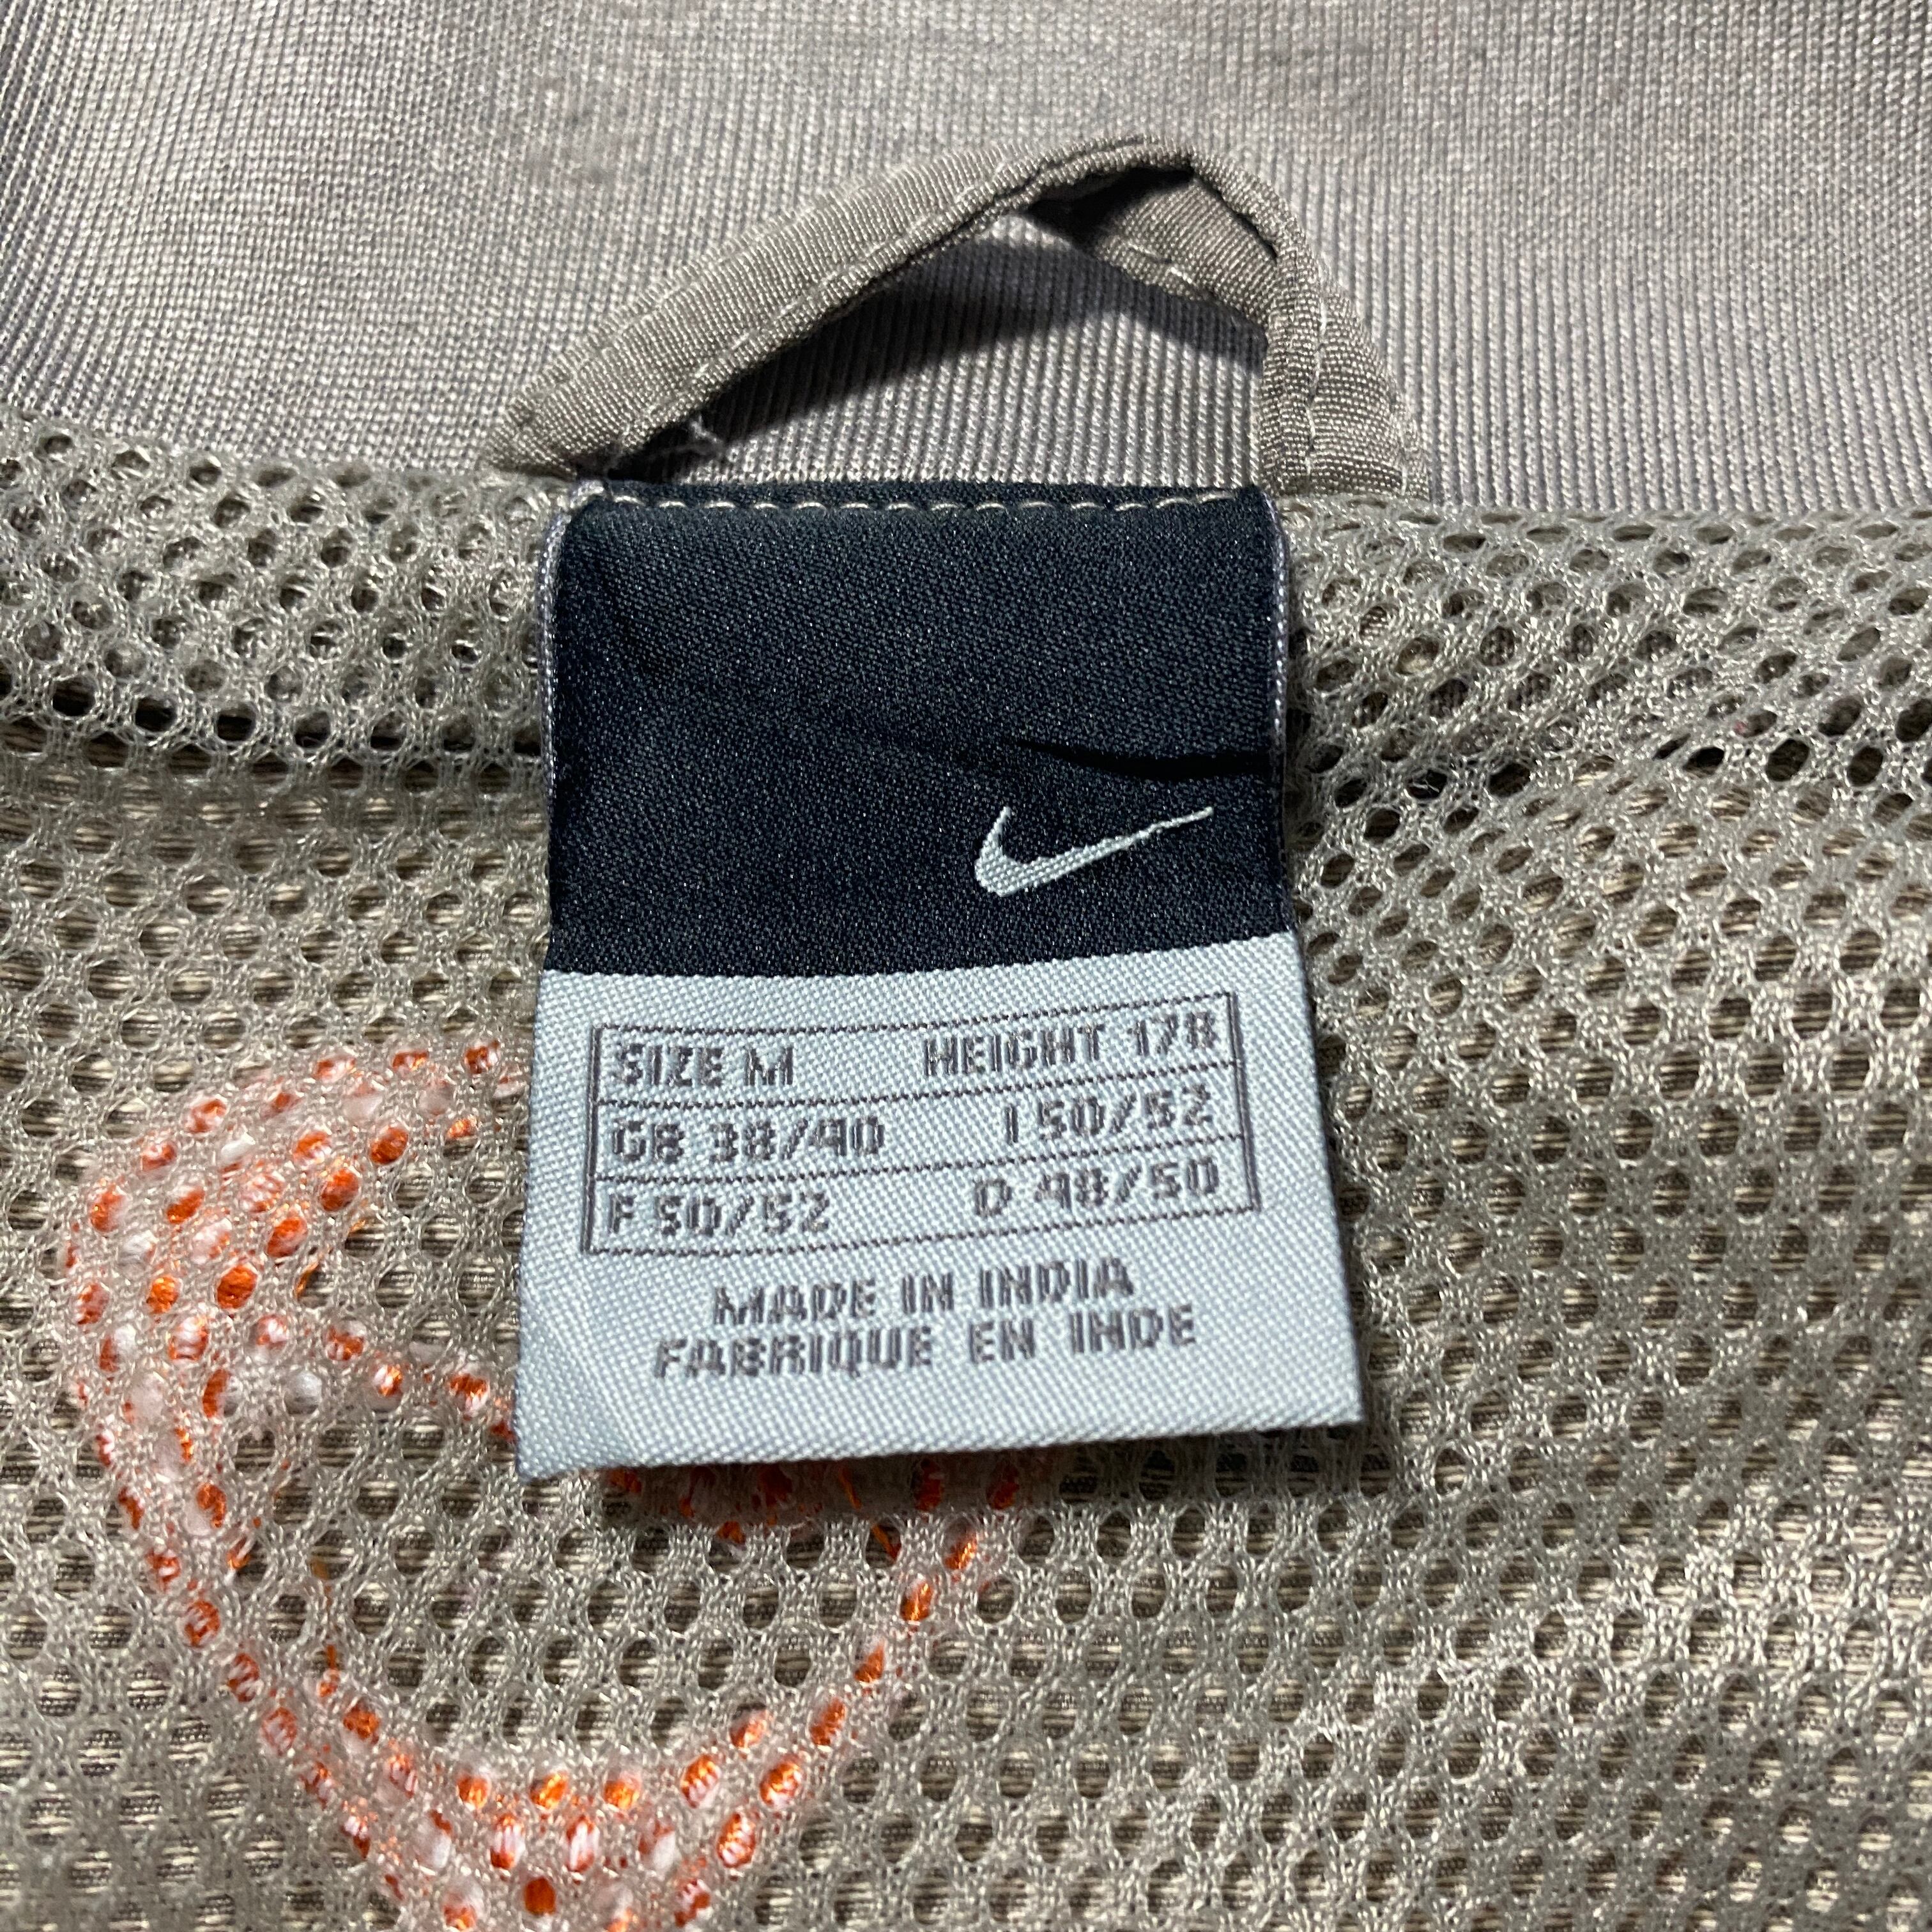 SIZE M HEIGHT 178
GB 38/40 I 50/52
F 50/52 D 48/50
MADE IN INDIA
FABRIQUE EN INDE